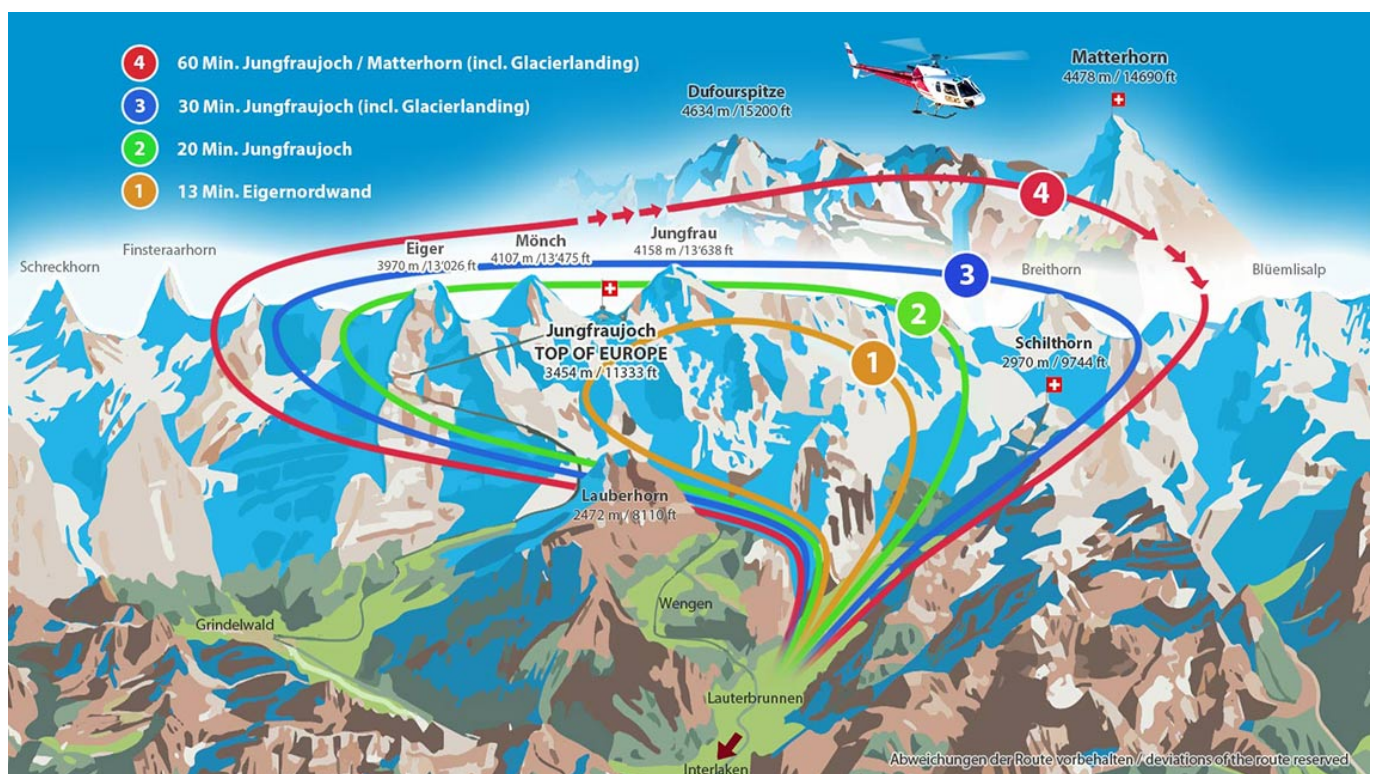 4 60 Min. Jungfraujoch / Matterhorn (incl. Glacierlanding)
3 30 Min. Jungfraujoch (incl. Glacierlanding)
2 20 Min. Jungfraujoch
1 13 Min. Eigernordwand
Matterhorn
4478 m / 14690 ft
Dufourspitze
4634 m /15200 ft
4
Schreckhorn
Finsteraarhorn
Eiger
3970 m /13'026 ft
Mönch
4107 m /13'475 ft
Jungfrau
4158 m /13'638 ft
3
Breithorn
Blüemlisalp
2
Jungfraujoch
TOP OF EUROPE
3454 m / 11333 ft
1
Schilthorn
2970 m / 9744 ft
Lauberhorn
2472 m / 8110 ft
Grindelwald
Wengen
Lauterbrunnen
Interlaken
Abweichungen der Route vorbehalten / deviations of the route reserved